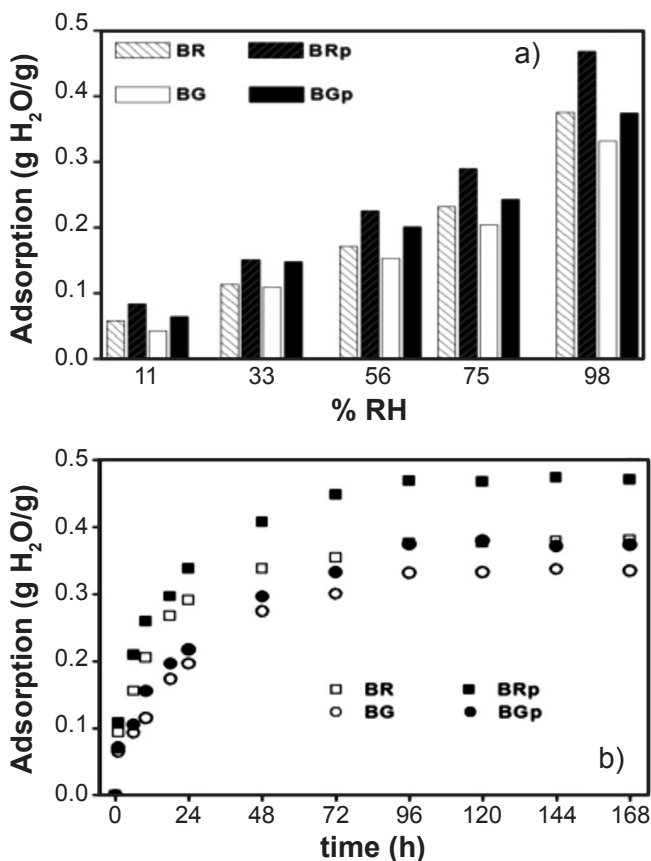 0.5
a)
BR BRp
BG BGp
0.4
0.3
0.2
0.1
0.0
Adsorption (g H₂O/g)
11 33 56 75 98
% RH
0.5
0.4
0.3
0.2
0.1
0.0
Adsorption (g H₂O/g)
BR BRp
BG BGp
b)
0 24 48 72 96 120 144 168
time (h)